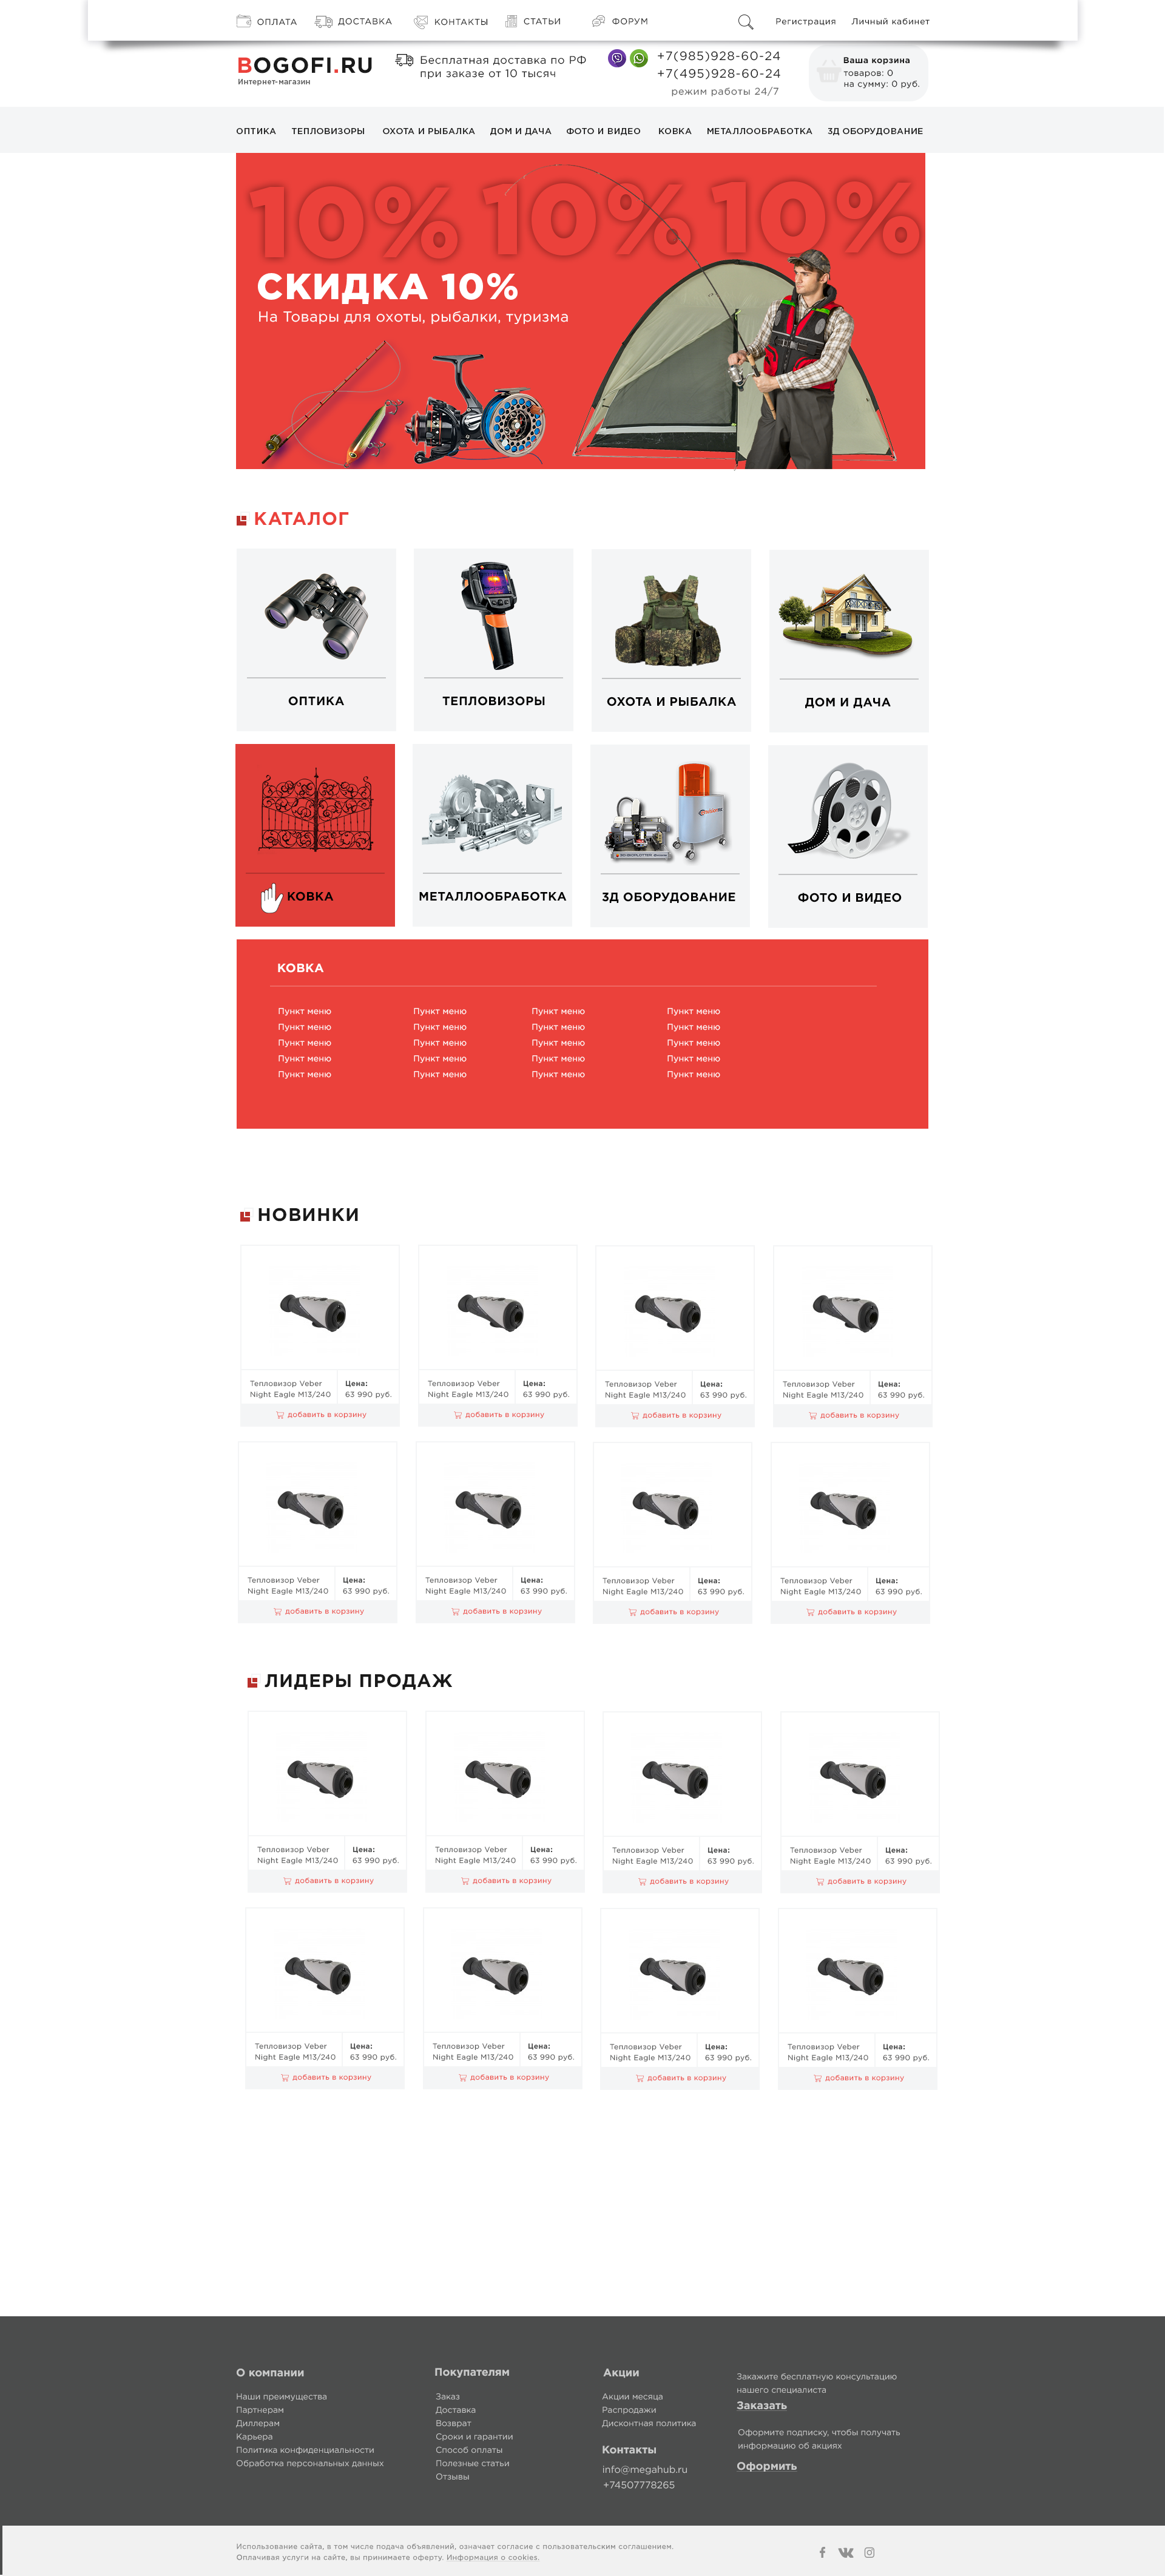 ОПЛАТА ДОСТАВКА КОНТАКТЫ СТАТЬИ ФОРУМ Регистрация Личный кабинет
BOGOFI.RU
Интернет-магазин
Бесплатная доставка по РФ
при заказе от 10 тысяч
+7(985)928-60-24
+7(495)928-60-24
режим работы 24/7
Ваша корзина
товаров: 0
на сумму: 0 руб.
ОПТИКА ТЕПЛОВИЗОРЫ ОХОТА И РЫБАЛКА ДОМ И ДАЧА ФОТО И ВИДЕО КОВКА МЕТАЛЛООБРАБОТКА 3Д ОБОРУДОВАНИЕ
10% 10% 10%
СКИДКА 10%
На Товары для охоты, рыбалки, туризма
КАТАЛОГ
ОПТИКА ТЕПЛОВИЗОРЫ ОХОТА И РЫБАЛКА ДОМ И ДАЧА
КОВКА МЕТАЛЛООБРАБОТКА 3Д ОБОРУДОВАНИЕ ФОТО И ВИДЕО
КОВКА
Пункт меню Пункт меню Пункт меню Пункт меню
Пункт меню Пункт меню Пункт меню Пункт меню
Пункт меню Пункт меню Пункт меню Пункт меню
Пункт меню Пункт меню Пункт меню Пункт меню
Пункт меню Пункт меню Пункт меню Пункт меню
НОВИНКИ
Тепловизор Veber Цена: Тепловизор Veber Цена: Тепловизор Veber Цена: Тепловизор Veber Цена:
Night Eagle M13/240 63 990 руб. Night Eagle M13/240 63 990 руб. Night Eagle M13/240 63 990 руб. Night Eagle M13/240 63 990 руб.
добавить в корзину добавить в корзину добавить в корзину добавить в корзину
Тепловизор Veber Цена: Тепловизор Veber Цена: Тепловизор Veber Цена: Тепловизор Veber Цена:
Night Eagle M13/240 63 990 руб. Night Eagle M13/240 63 990 руб. Night Eagle M13/240 63 990 руб. Night Eagle M13/240 63 990 руб.
добавить в корзину добавить в корзину добавить в корзину добавить в корзину
ЛИДЕРЫ ПРОДАЖ
Тепловизор Veber Цена: Тепловизор Veber Цена: Тепловизор Veber Цена: Тепловизор Veber Цена:
Night Eagle M13/240 63 990 руб. Night Eagle M13/240 63 990 руб. Night Eagle M13/240 63 990 руб. Night Eagle M13/240 63 990 руб.
добавить в корзину добавить в корзину добавить в корзину добавить в корзину
Тепловизор Veber Цена: Тепловизор Veber Цена: Тепловизор Veber Цена: Тепловизор Veber Цена:
Night Eagle M13/240 63 990 руб. Night Eagle M13/240 63 990 руб. Night Eagle M13/240 63 990 руб. Night Eagle M13/240 63 990 руб.
добавить в корзину добавить в корзину добавить в корзину добавить в корзину
О компании
Наши преимущества
Партнерам
Диллерам
Карьера
Политика конфиденциальности
Обработка персональных данных
Покупателям
Заказ
Доставка
Возврат
Сроки и гарантии
Способ оплаты
Полезные статьи
Отзывы
Акции
Акции месяца
Распродажи
Дисконтная политика
Контакты
info@megahub.ru
+74507778265
Закажите бесплатную консультацию
нашего специалиста
Заказать
Оформите подписку, чтобы получать
информацию об акциях
Оформить
Использование сайта, в том числе подача объявлений, означает согласие с пользовательским соглашением.
Оплачивая услуги на сайте, вы принимаете оферту. Информация о cookies.